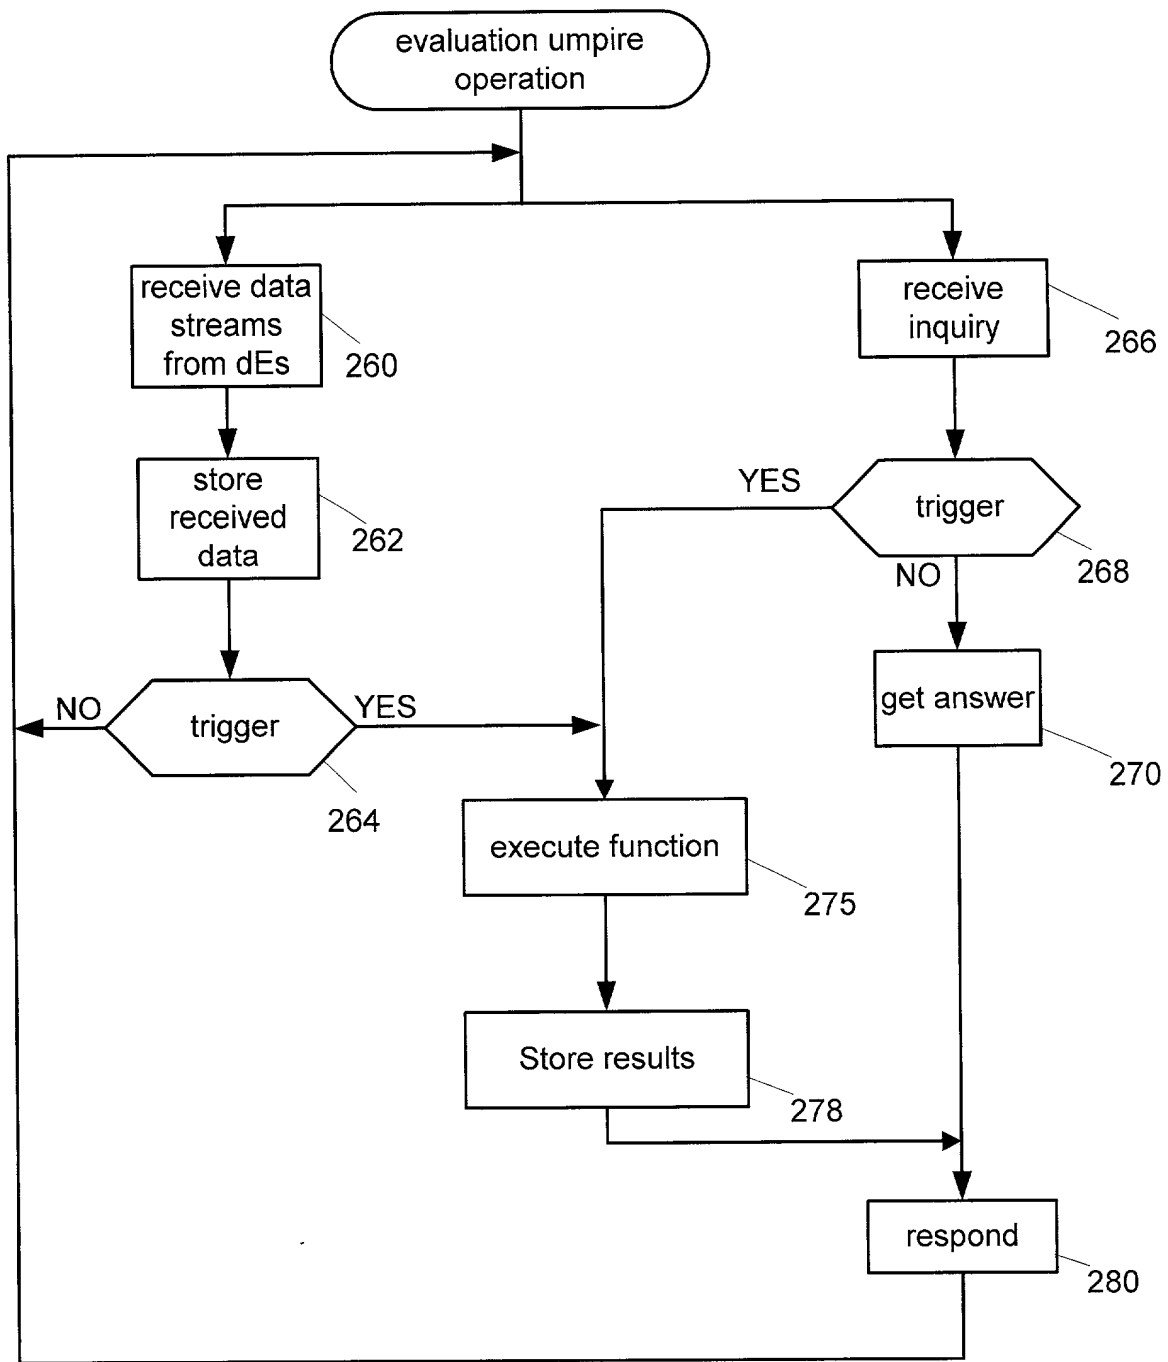 evaluation umpire
operation
receive data
streams
from dEs
260
receive
inquiry
266
store
received
data
262
YES
trigger
268
NO
NO
trigger
YES
264
get answer
270
execute function
275
Store results
278
respond
280